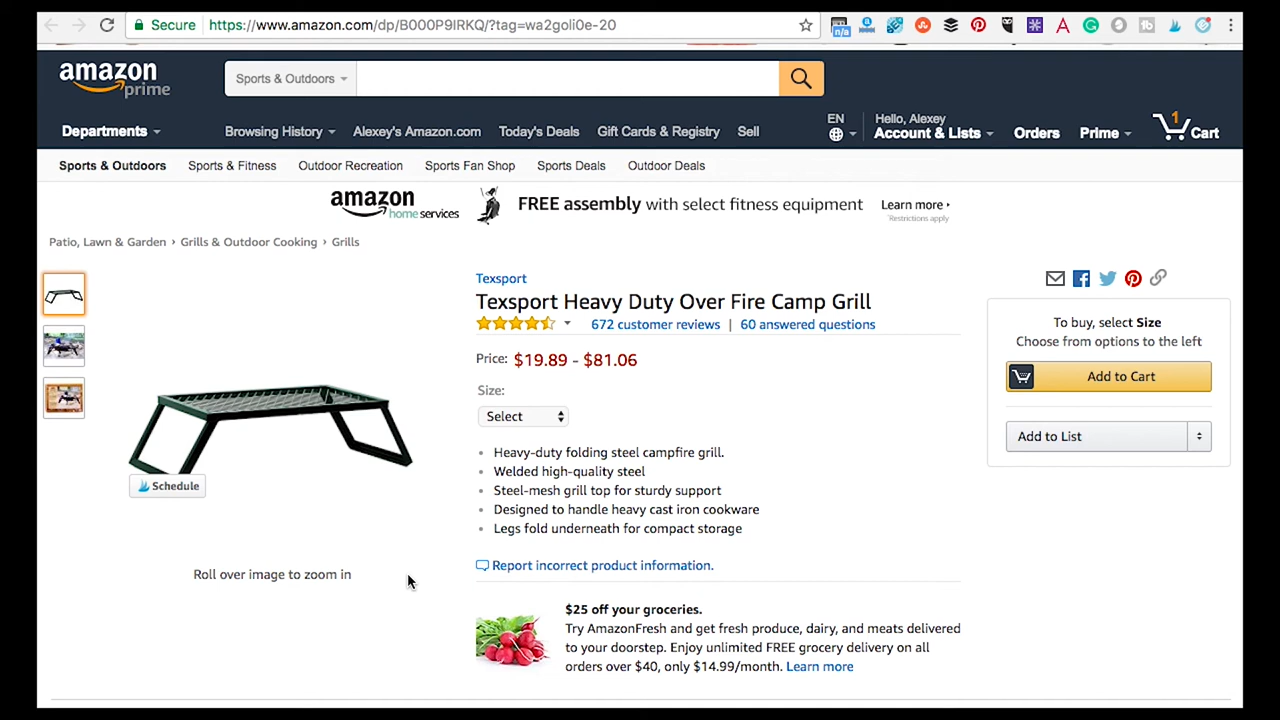 Secure https://www.amazon.com/dp/B000P9IRKQ/?tag=wa2goli0e-20
n/a
amazon
prime
Sports & Outdoors
Departments
Browsing History
Alexey's Amazon.com
Today's Deals
Gift Cards & Registry
Sell
EN
Hello, Alexey
Account & Lists
Orders
Prime
1
Cart
Sports & Outdoors
Sports & Fitness
Outdoor Recreation
Sports Fan Shop
Sports Deals
Outdoor Deals
amazon
home services
FREE assembly with select fitness equipment
Learn more
*Restrictions apply
Patio, Lawn & Garden › Grills & Outdoor Cooking › Grills
Schedule
Roll over image to zoom in
Texsport
Texsport Heavy Duty Over Fire Camp Grill
672 customer reviews | 60 answered questions
Price: $19.89 - $81.06
Size:
Select
Heavy-duty folding steel campfire grill.
Welded high-quality steel
Steel-mesh grill top for sturdy support
Designed to handle heavy cast iron cookware
Legs fold underneath for compact storage
Report incorrect product information.
$25 off your groceries.
Try AmazonFresh and get fresh produce, dairy, and meats delivered
to your doorstep. Enjoy unlimited FREE grocery delivery on all
orders over $40, only $14.99/month. Learn more
To buy, select Size
Choose from options to the left
Add to Cart
Add to List